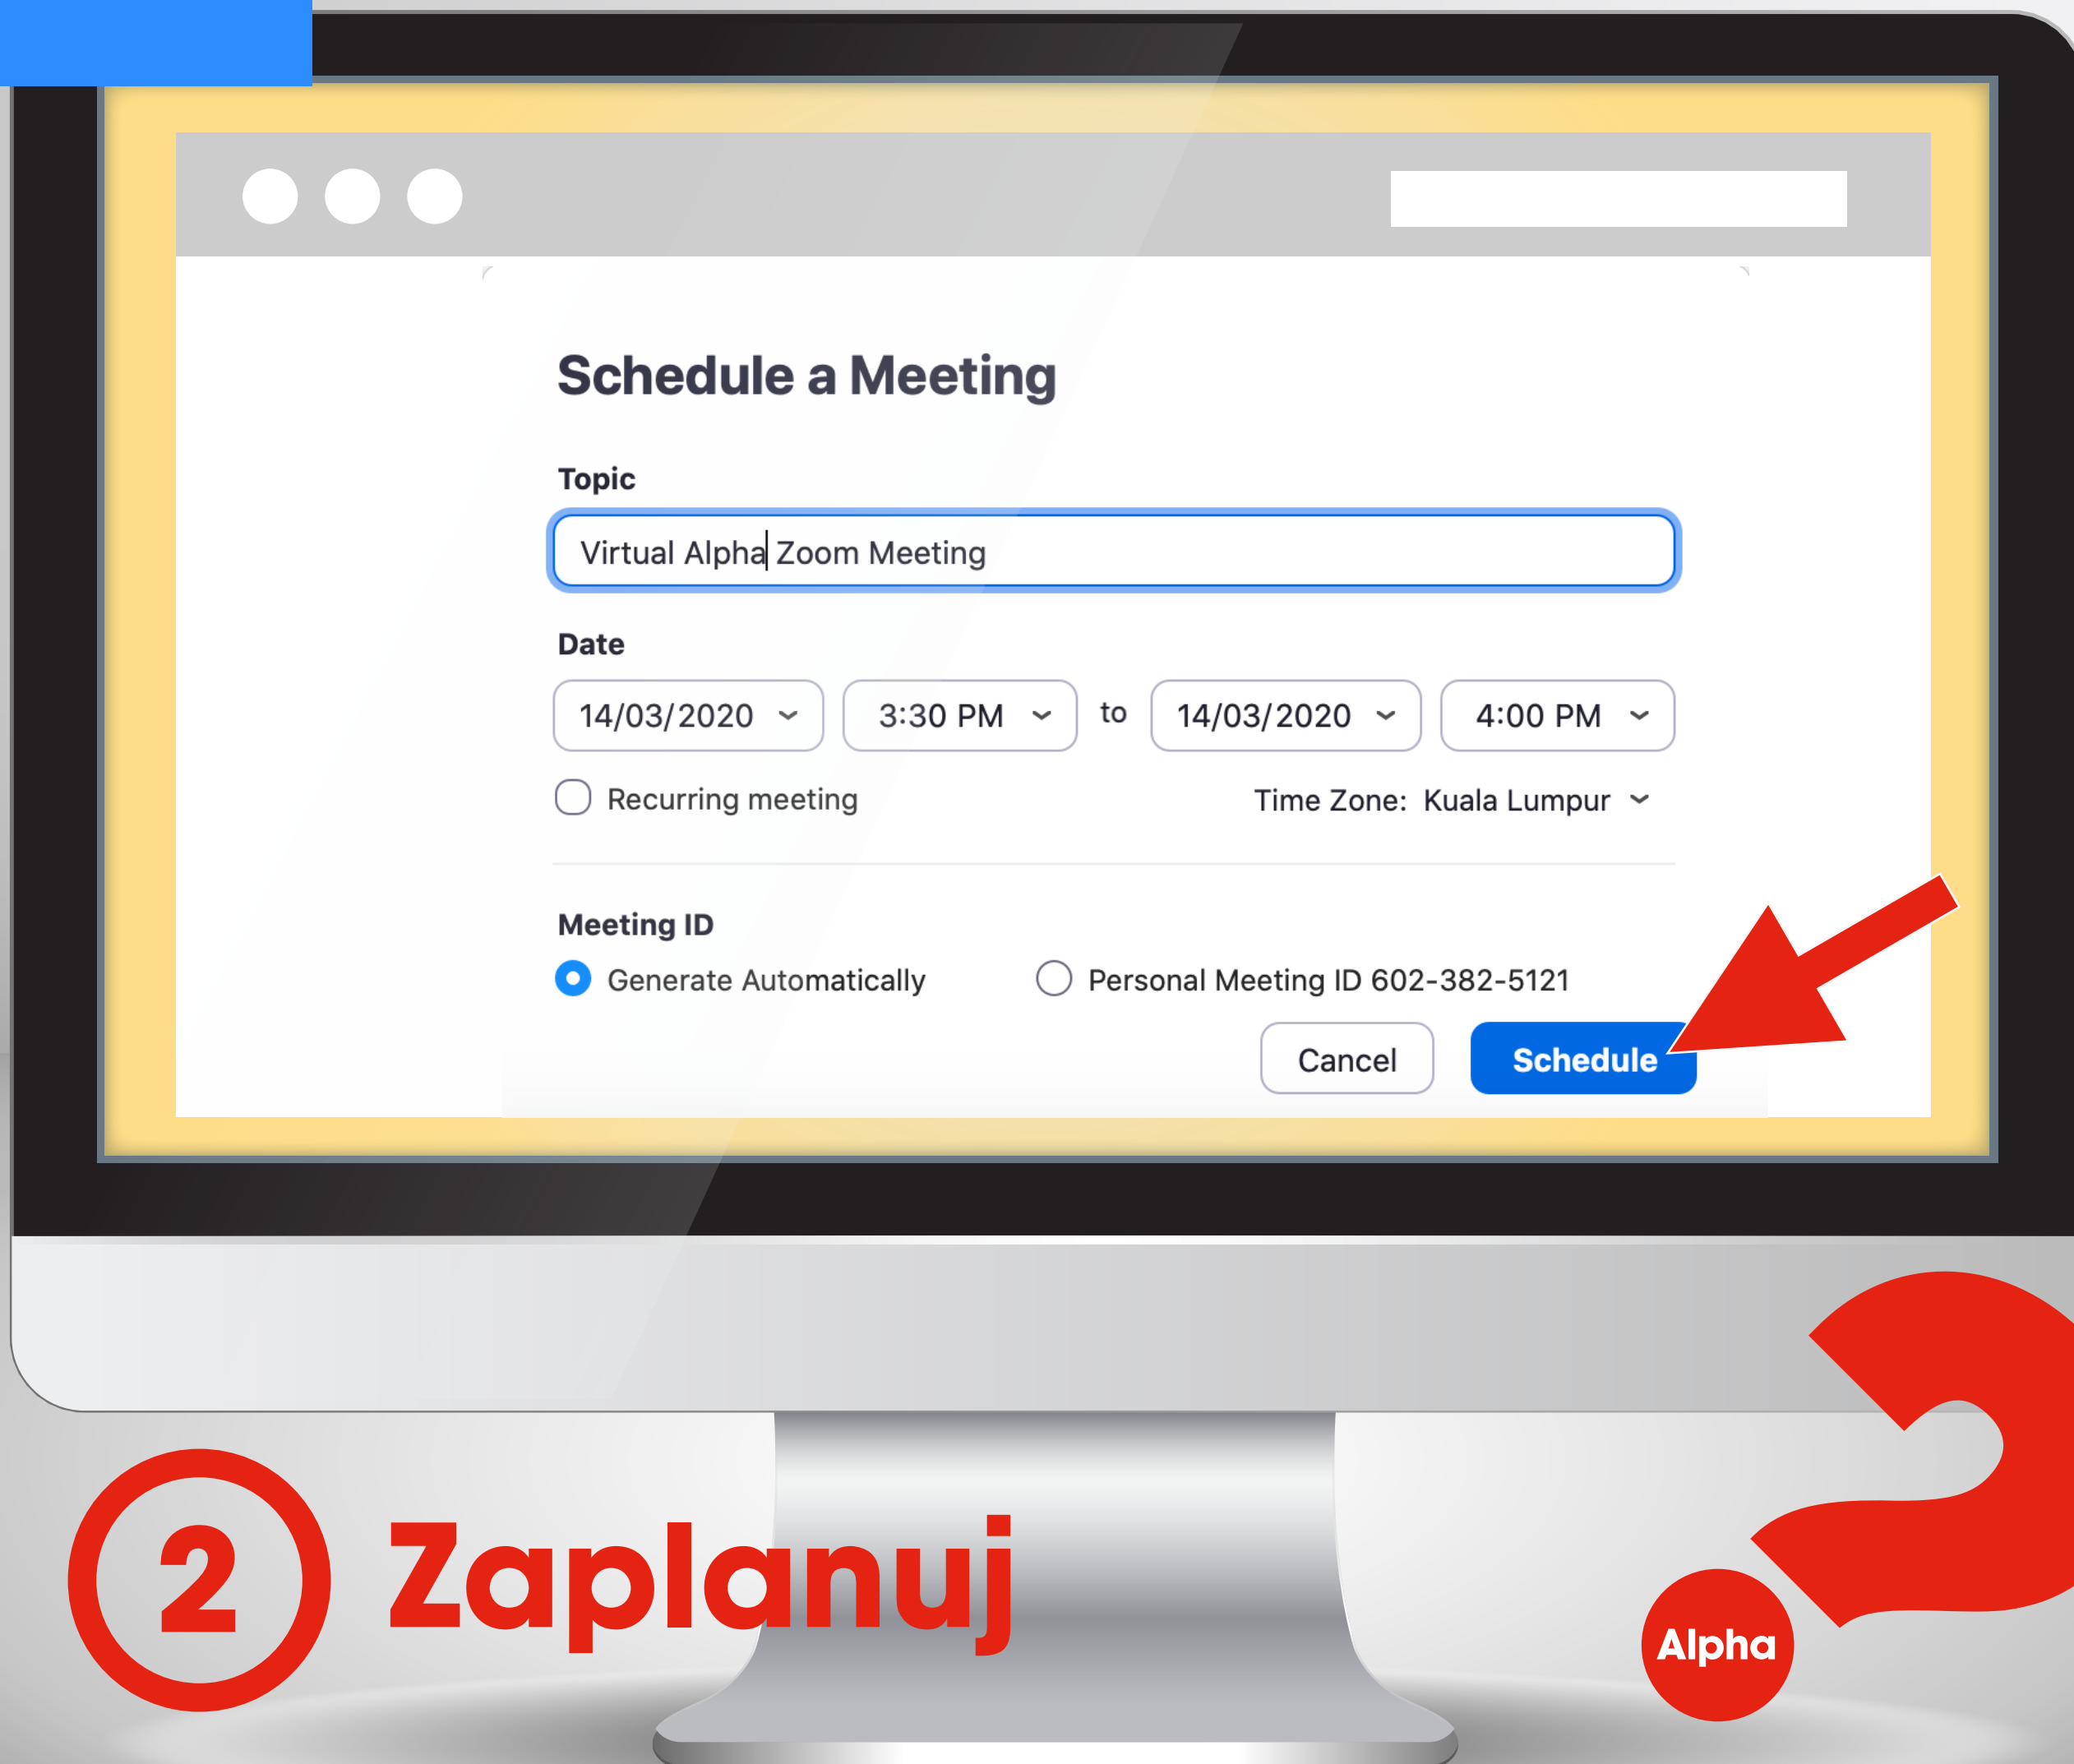 Schedule a Meeting
Topic
Virtual Alpha Zoom Meeting
Date
14/03/2020 3:30 PM to 14/03/2020 4:00 PM
Recurring meeting Time Zone: Kuala Lumpur
Meeting ID
Generate Automatically Personal Meeting ID 602-382-5121
Cancel Schedule
2 Zaplanuj
Alpha